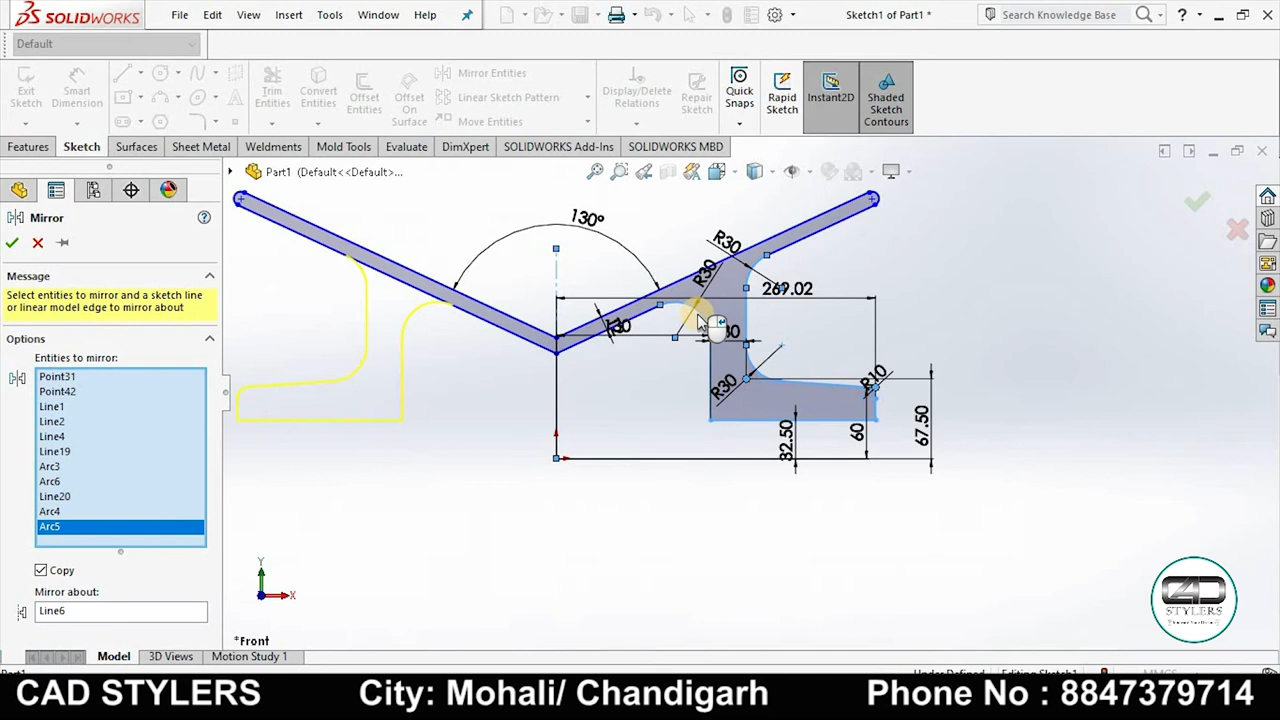 SOLIDWORKS
File Edit View Insert Tools Window Help
Sketch1 of Part1 *
Search Knowledge Base
?
Default
Exit Sketch
Smart Dimension
Trim Entities
Convert Entities
Offset Entities
Offset On Surface
Mirror Entities
Linear Sketch Pattern
Move Entities
Display/Delete Relations
Repair Sketch
Quick Snaps
Rapid Sketch
Instant2D
Shaded Sketch Contours
Features Sketch Surfaces Sheet Metal Weldments Mold Tools Evaluate DimXpert SOLIDWORKS Add-Ins SOLIDWORKS MBD
Part1 (Default<<Default>...
Mirror
?
Message
Select entities to mirror and a sketch line or linear model edge to mirror about
Options
Entities to mirror:
Point31
Point42
Line1
Line2
Line4
Line19
Arc3
Arc6
Line20
Arc4
Arc5
Copy
Mirror about:
Line6
130°
R30
R30
269.02
R30
R10
32.50
60
67.50
Y
X
*Front
CAD
STYLERS
Model 3D Views Motion Study 1
Part1
Under Defined Editing Sketch1 MMGS
CAD STYLERS City: Mohali/ Chandigarh Phone No : 8847379714